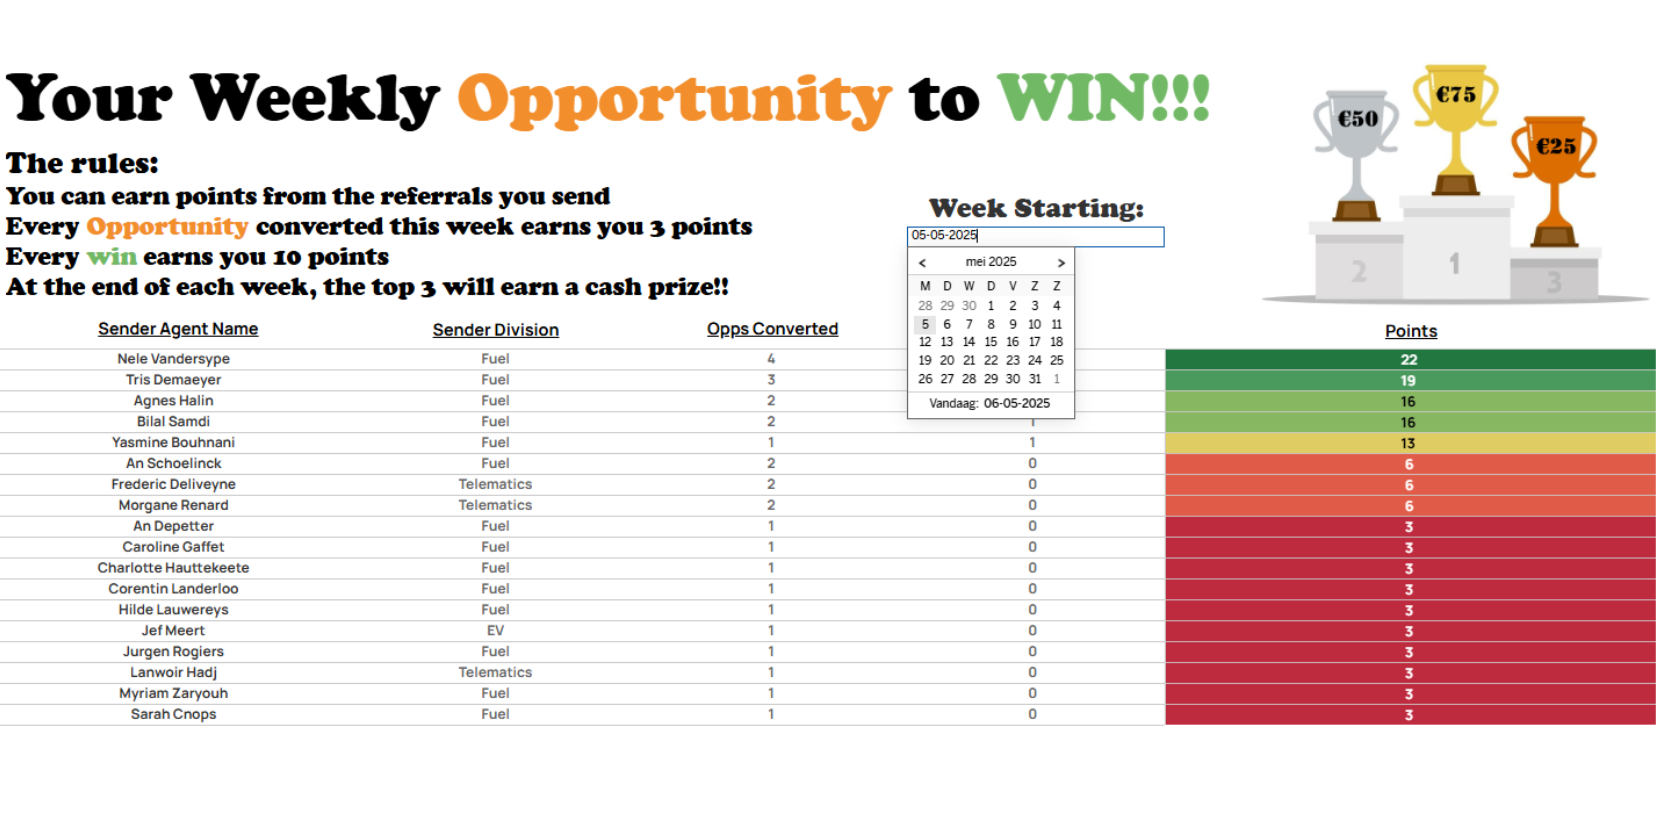 Your Weekly Opportunity to WIN!!!
€50
€75
€25
The rules:
You can earn points from the referrals you send
Every Opportunity converted this week earns you 3 points
Every win earns you 10 points
At the end of each week, the top 3 will earn a cash prize!!
2
1
3
Week Starting:
05-05-2025
< mei 2025 >
M D W D V Z Z
28 29 30 1 2 3 4
5 6 7 8 9 10 11
12 13 14 15 16 17 18
19 20 21 22 23 24 25
26 27 28 29 30 31 1
Vandaag: 06-05-2025
Sender Agent Name Sender Division Opps Converted Points
Nele Vandersype Fuel 4 22
Tris Demaeyer Fuel 3 19
Agnes Halin Fuel 2 16
Bilal Samdi Fuel 2 16
Yasmine Bouhnani Fuel 1 1 13
An Schoelinck Fuel 2 0 6
Frederic Deliveyne Telematics 2 0 6
Morgane Renard Telematics 2 0 6
An Depetter Fuel 1 0 3
Caroline Gaffet Fuel 1 0 3
Charlotte Hauttekeete Fuel 1 0 3
Corentin Landerloo Fuel 1 0 3
Hilde Lauwereys Fuel 1 0 3
Jef Meert EV 1 0 3
Jurgen Rogiers Fuel 1 0 3
Lanwoir Hadj Telematics 1 0 3
Myriam Zaryouh Fuel 1 0 3
Sarah Cnops Fuel 1 0 3